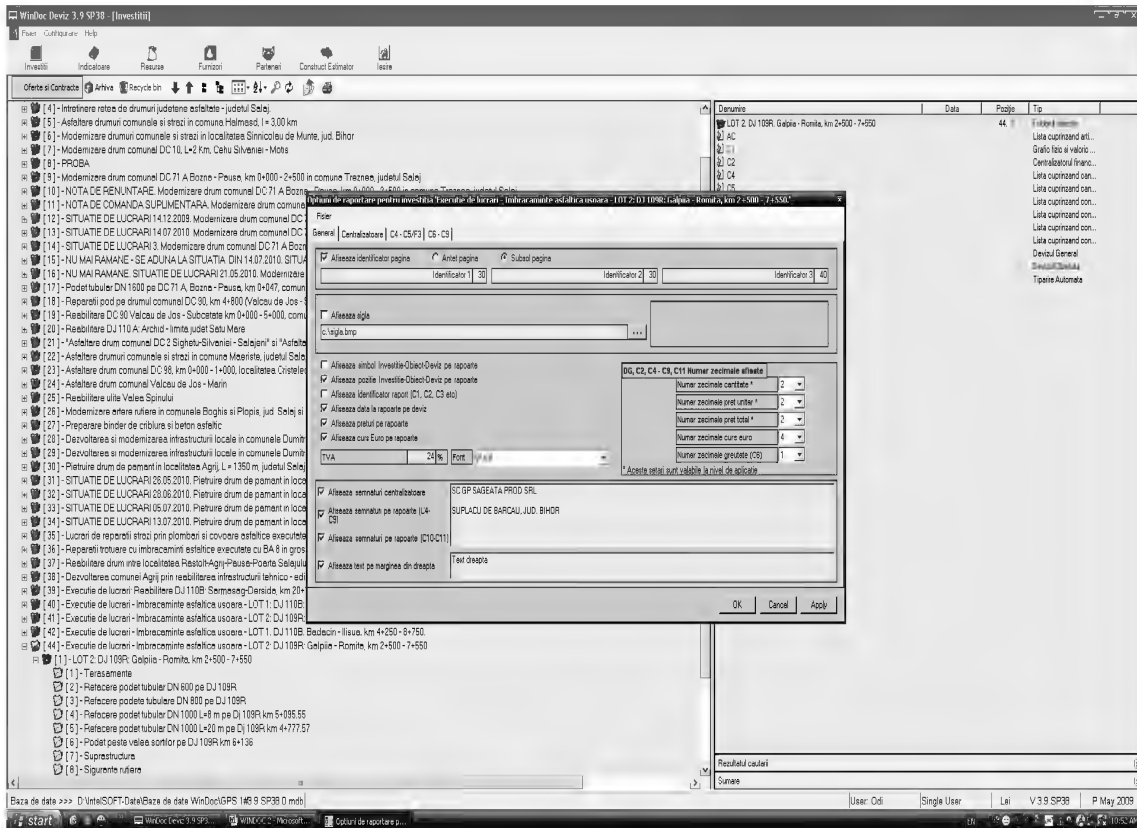 WinDoc Deviz 3.9 SP38 - [Investitii]
Fisier Configurare Help
Investitii Indicatoare Resurse Furnizori Parteneri Construct Estimator Iesire
Oferte si Contracte Arhiva Recycle bin
[ 4 ] - Intretinere retea de drumuri judetene asfaltate - judetul Salaj.
[ 5 ] - Asfaltare drumuri comunale si strazi in comuna Halmasd, l = 3,00 km
[ 6 ] - Modernizare drumuri comunale si strazi in localitatea Sinnicolau de Munte, jud. Bihor
[ 7 ] - Modernizare drum comunal DC 10, L=2 Km, Cehu Silvaniei - Motis
[ 8 ] - PROBA
[ 9 ] - Modernizare drum comunal DC 71 A Bozna - Pausa, km 0+000 - 2+500 in comuna Treznea, judetul Salaj
[ 10 ] - NOTA DE RENUNTARE. Modernizare drum comunal DC 71 A Bozna - Pausa, km 0+000 - 2+500 in comuna Treznea, judetul Salaj
[ 11 ] - NOTA DE COMANDA SUPLIMENTARA. Modernizare drum comuna
[ 12 ] - SITUATIE DE LUCRARI 14.12.2009. Modernizare drum comunal DC
[ 13 ] - SITUATIE DE LUCRARI 14.07.2010. Modernizare drum comunal DC
[ 14 ] - SITUATIE DE LUCRARI 3. Modernizare drum comunal DC 71 A Bozn
[ 15 ] - NU MAI RAMANE - SE ADUNA LA SITUATIA DIN 14.07.2010. SITU
[ 16 ] - NU MAI RAMANE. SITUATIE DE LUCRARI 21.05.2010. Modernizare
[ 17 ] - Podet tubular DN 1600 pe DC 71 A, Bozna - Pausa, km 0+047, comun
[ 18 ] - Reparatii pod pe drumul comunal DC 90, km 4+800 (Valcau de Jos - S
[ 19 ] - Reabilitare DC 90 Valcau de Jos - Subcetate km 0+000 - 5+000, comu
[ 20 ] - Reabilitare DJ 110 A: Archid - limita judet Satu Mare
[ 21 ] - "Asfaltare drum comunal DC 2 Sighetu-Silvaniei - Salajeni" si "Asfalta
[ 22 ] - Asfaltare drumuri comunale si strazi in comuna Maeriste, judetul Sala
[ 23 ] - Asfaltare drum comunal DC 98, km 0+000 - 1+000, localitatea Cristelec
[ 24 ] - Asfaltare drum comunal Valcau de Jos - Marin
[ 25 ] - Reabilitare ulita Valea Spinului
[ 26 ] - Modernizare artere rutiere in comunele Boghis si Plopis, jud. Salaj si
[ 27 ] - Preparare binder de criblura si beton asfaltic
[ 28 ] - Dezvoltarea si modernizarea infrastructurii locale in comunele Dumitr
[ 29 ] - Dezvoltarea si modernizarea infrastructurii locale in comunele Dumitr
[ 30 ] - Pietruire drum de pamant in localitatea Agrij, L = 1350 m, judetul Salaj
[ 31 ] - SITUATIE DE LUCRARI 26.05.2010. Pietruire drum de pamant in loca
[ 32 ] - SITUATIE DE LUCRARI 28.06.2010. Pietruire drum de pamant in loca
[ 33 ] - SITUATIE DE LUCRARI 05.07.2010. Pietruire drum de pamant in loca
[ 34 ] - SITUATIE DE LUCRARI 13.07.2010. Pietruire drum de pamant in loca
[ 35 ] - Lucrari de reparatii strazi prin plombari si covoare asfaltice executate
[ 36 ] - Reparatii trotuare cu imbracaminti asfaltice executate cu BA 8 in gros
[ 37 ] - Reabilitare drum intre localitatea Rastolt-Agrij-Pausa-Poarta Salajulu
[ 38 ] - Dezvoltarea comunei Agrij prin reabilitarea infrastructurii tehnico - edi
[ 39 ] - Executie de lucrari: Reabilitare DJ 110B: Sarmasag-Dersida, km 20+
[ 40 ] - Executie de lucrari - Imbracaminte asfaltica usoara - LOT 1: DJ 110B:
[ 41 ] - Executie de lucrari - Imbracaminte asfaltica usoara - LOT 2: DJ 109R:
[ 42 ] - Executie de lucrari - Imbracaminte asfaltica usoara - LOT 1: DJ 110B: Badacin - Ilisua, km 4+250 - 8+750.
[ 44 ] - Executie de lucrari - Imbracaminte asfaltica usoara - LOT 2: DJ 109R: Galpiia - Romita, km 2+500 - 7+550
[ 1 ] - LOT 2: DJ 109R: Galpiia - Romita, km 2+500 - 7+550
[ 1 ] - Terasamente
[ 2 ] - Refacere podet tubular DN 600 pe DJ 109R
[ 3 ] - Refacere podete tubulare DN 800 pe DJ 109R
[ 4 ] - Refacere podet tubular DN 1000 L=8 m pe Dj 109R km 5+095.55
[ 5 ] - Refacere podet tubular DN 1000 L=20 m pe Dj 109R km 4+777.57
[ 6 ] - Podet peste valea sortilor pe DJ 109R km 6+136
[ 7 ] - Suprastructura
[ 8 ] - Siguranta rutiera
Optiuni de raportare pentru investitia 'Executie de lucrari - Imbracaminte asfaltica usoara - LOT 2: DJ 109R: Galpiia - Romita, km 2+500 - 7+550.'
Fisier
General Centralizatoare C4 - C5/F3 C6 - C9
Afiseaza identificator pagina Antet pagina Subsol pagina
Identificator 1 30 Identificator 2 30 Identificator 3 40
Afiseaza sigla
c:\sigla.bmp ...
Afiseaza simbol Investitie-Obiect-Deviz pe rapoarte
Afiseaza pozitie Investitie-Obiect-Deviz pe rapoarte
Afiseaza identificator raport (C1, C2, C3 etc)
Afiseaza data la rapoarte pe deviz
Afiseaza preturi pe rapoarte
Afiseaza curs Euro pe rapoarte
TVA 24 % Font
DG, C2, C4 - C9, C11 Numar zecimale afisate
Numar zecimale cantitate * 2
Numar zecimale pret unitar * 2
Numar zecimale pret total * 2
Numar zecimale curs euro 4
Numar zecimale greutate (C6) 1
* Aceste setari sunt valabile la nivel de aplicatie
Afiseaza semnaturi centralizatoare
Afiseaza semnaturi pe rapoarte (C4-C9)
Afiseaza semnaturi pe rapoarte (C10-C11)
SC GP SAGEATA PROD SRL
SUPLACU DE BARCAU, JUD. BIHOR
Afiseaza text pe marginea din dreapta
Text dreapta
OK Cancel Apply
Denumire Data Pozitie Tip
LOT 2: DJ 109R: Galpiia - Romita, km 2+500 - 7+550 44.
AC Lista cuprinzand arti...
Grafic fizic si valoric ...
C2 Centralizatorul financ...
C4 Lista cuprinzand can...
C5 Lista cuprinzand can...
Lista cuprinzand con...
Lista cuprinzand con...
Lista cuprinzand con...
Lista cuprinzand con...
Devizul General
Tiparire Automata
Rezultatul cautarii
Sumare
Baza de date >>> D:\IntelSOFT-Date\Baze de date WinDoc\GPS 1#3.9 SP38.0.mdb
User: Odi Single User Lei V 3.9 SP38 P May 2009
start WinDoc Deviz 3.9 SP3... WINDOC 2 - Microsoft... Optiuni de raportare p... EN 10:52 AM